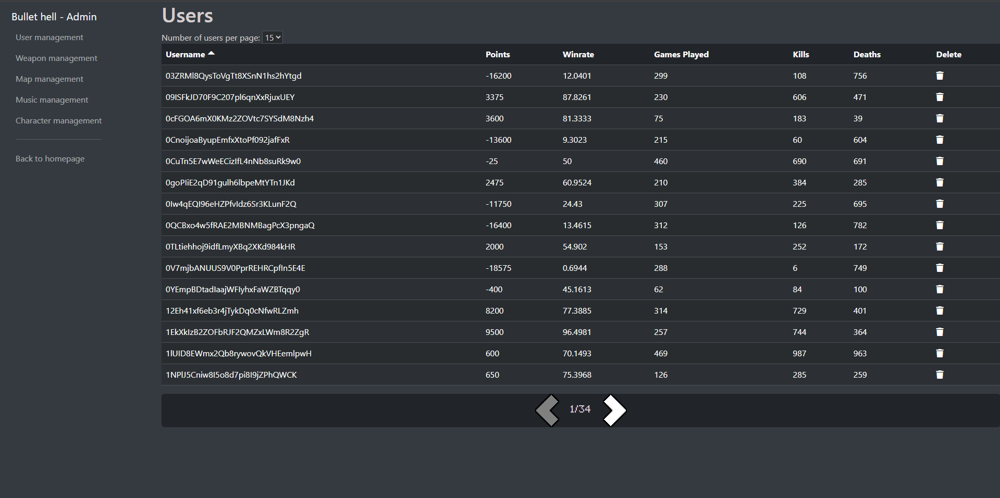 Bullet hell - Admin
User management
Weapon management
Map management
Music management
Character management
Back to homepage
Users
Number of users per page: 15
Username Points Winrate Games Played Kills Deaths Delete
03ZRMl8QysToVgTt8XSnN1hs2hYtgd -16200 12.0401 299 108 756
09ISFkJD70F9C207pl6qnXxRjuxUEY 3375 87.8261 230 606 471
0cFGOA6mX0KMz2ZOVtc7SYSdM8Nzh4 3600 81.3333 75 183 39
0CnoijoaByupEmfxXtoPf092jafFxR -13600 9.3023 215 60 604
0CuTn5E7wWeECizIfL4nNb8suRk9w0 -25 50 460 690 691
0goPIiE2qD91gulh6lbpeMtYTn1JKd 2475 60.9524 210 384 285
0Iw4qEQI96eHZPfvIdz6Sr3KLunF2Q -11750 24.43 307 225 695
0QCBxo4w5fRAE2MBNMBagPcX3pngaQ -16400 13.4615 312 126 782
0TLtiehhoj9idfLmyXBq2XKd984kHR 2000 54.902 153 252 172
0V7mjbANUUS9V0PprREHRCpfIn5E4E -18575 0.6944 288 6 749
0YEmpBDtadIaajWFIyhxFaWZBTqqy0 -400 45.1613 62 84 100
12Eh41xf6eb3r4jTykDq0cNfwRLZmh 8200 77.3885 314 729 401
1EkXkIzB2ZOFbRJF2QMZxLWm8R2ZgR 9500 96.4981 257 744 364
1lUID8EWmx2Qb8rywovQkVHEemlpwH 600 70.1493 469 987 963
1NPlJ5Cniw8I5o8d7pi8I9jZPhQWCK 650 75.3968 126 285 259
1/34